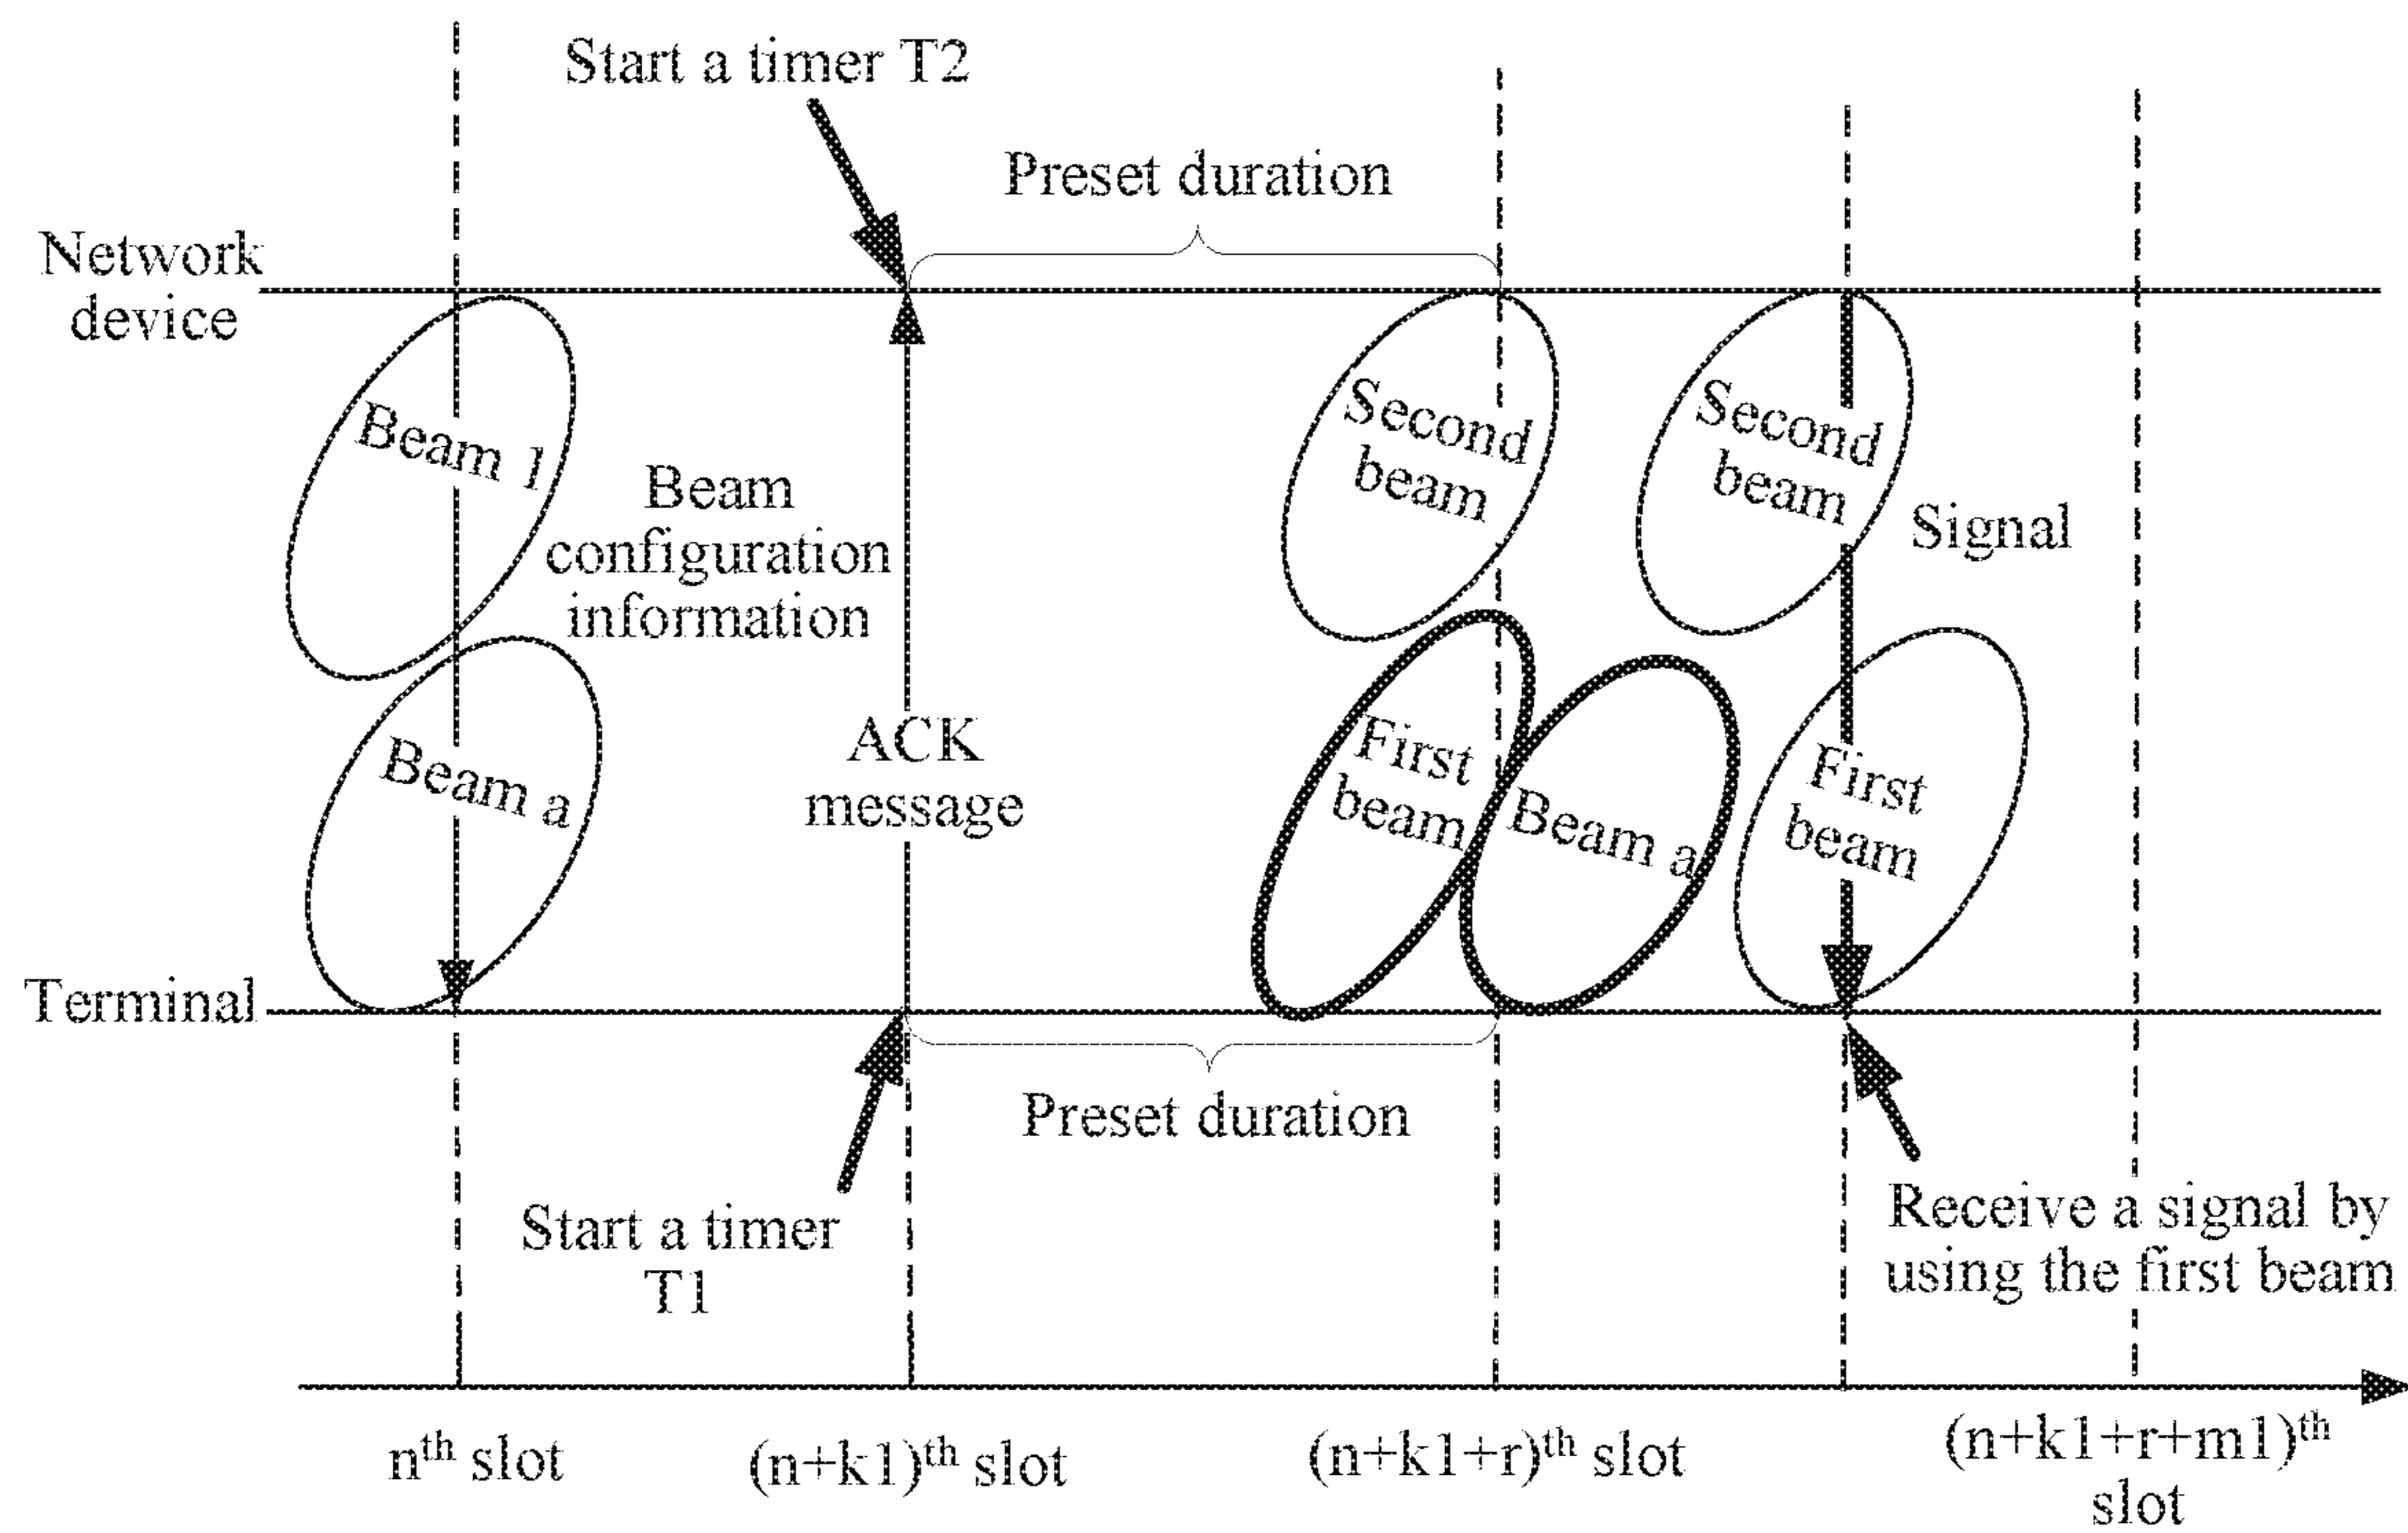 Start a timer T2
Preset duration
Network
device
Beam 1
Beam
configuration
information
Second
beam
Second
beam
Signal
Beam a
ACK
message
First
beam
Beam a
First
beam
Terminal
Preset duration
Start a timer
T1
Receive a signal by
using the first beam
nth slot
(n+k1)th slot
(n+k1+r)th slot
(n+k1+r+m1)th
slot